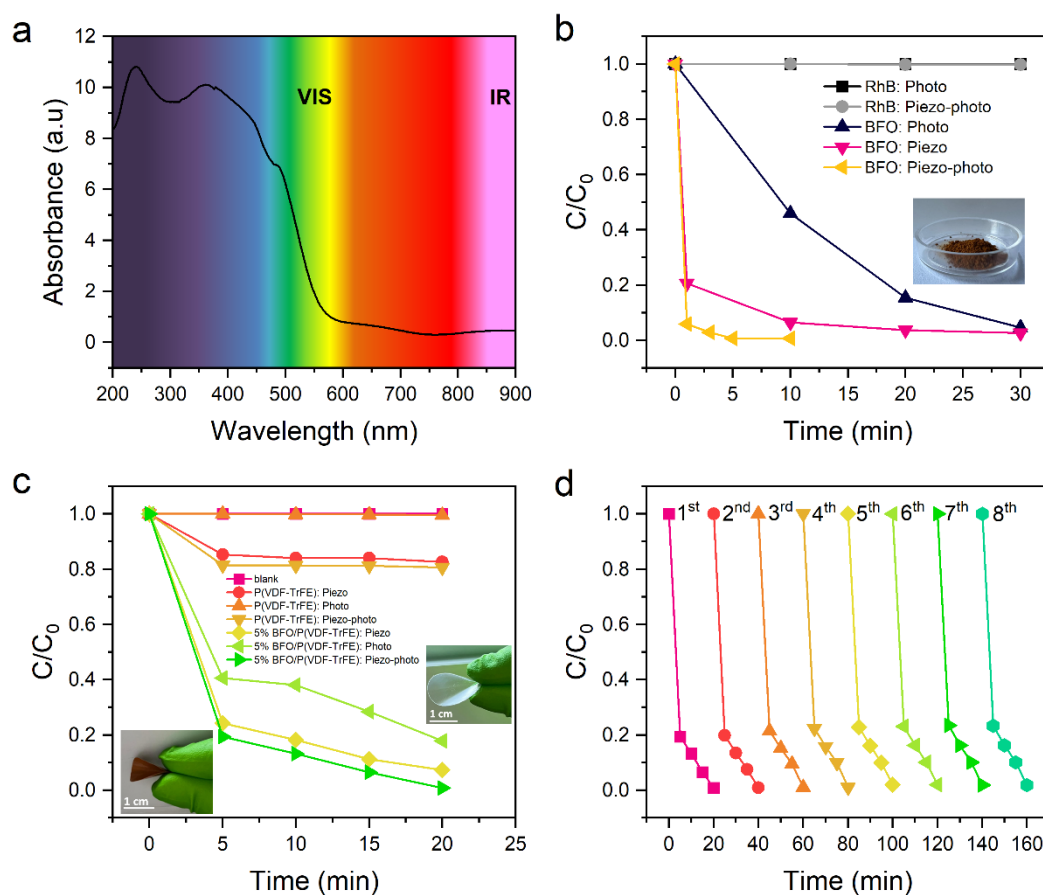 a
Absorbance (a.u)
12
10
8
6
4
2
0
VIS
IR
200 300 400 500 600 700 800 900
Wavelength (nm)
b
C/C0
1.0
0.8
0.6
0.4
0.2
0.0
RhB: Photo
RhB: Piezo-photo
BFO: Photo
BFO: Piezo
BFO: Piezo-photo
0 5 10 15 20 25 30
Time (min)
c
C/C0
1.0
0.8
0.6
0.4
0.2
0.0
blank
P(VDF-TrFE): Piezo
P(VDF-TrFE): Photo
P(VDF-TrFE): Piezo-photo
5% BFO/P(VDF-TrFE): Piezo
5% BFO/P(VDF-TrFE): Photo
5% BFO/P(VDF-TrFE): Piezo-photo
1 cm
1 cm
0 5 10 15 20 25
Time (min)
d
C/C0
1.0
0.8
0.6
0.4
0.2
0.0
1st 2nd 3rd 4th 5th 6th 7th 8th
0 20 40 60 80 100 120 140 160
Time (min)